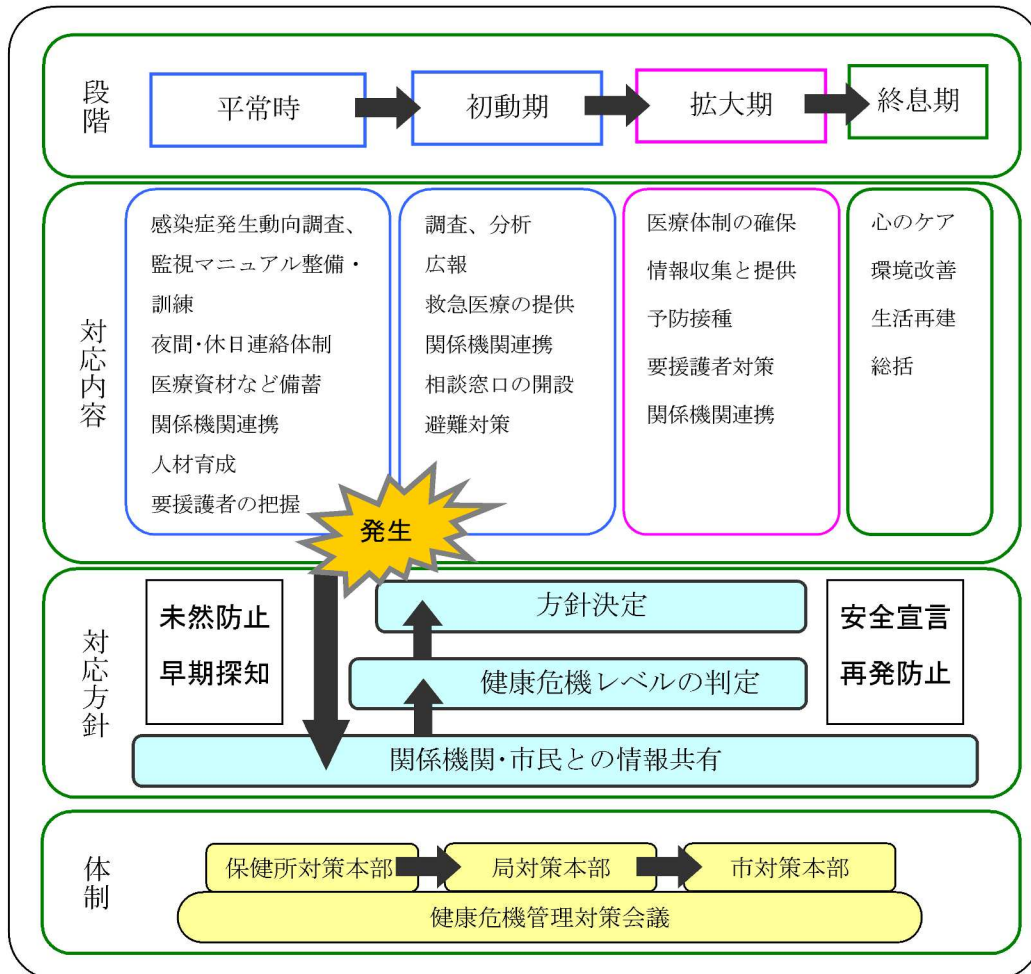 段階
平常時
初動期
拡大期
終息期
対応内容
感染症発生動向調査、
監視マニュアル整備・
訓練
夜間・休日連絡体制
医療資材など備蓄
関係機関連携
人材育成
要援護者の把握
調査、分析
広報
救急医療の提供
関係機関連携
相談窓口の開設
避難対策
医療体制の確保
情報収集と提供
予防接種
要援護者対策
関係機関連携
心のケア
環境改善
生活再建
総括
発生
対応方針
未然防止
早期探知
方針決定
健康危機レベルの判定
関係機関・市民との情報共有
安全宣言
再発防止
体制
保健所対策本部
局対策本部
市対策本部
健康危機管理対策会議